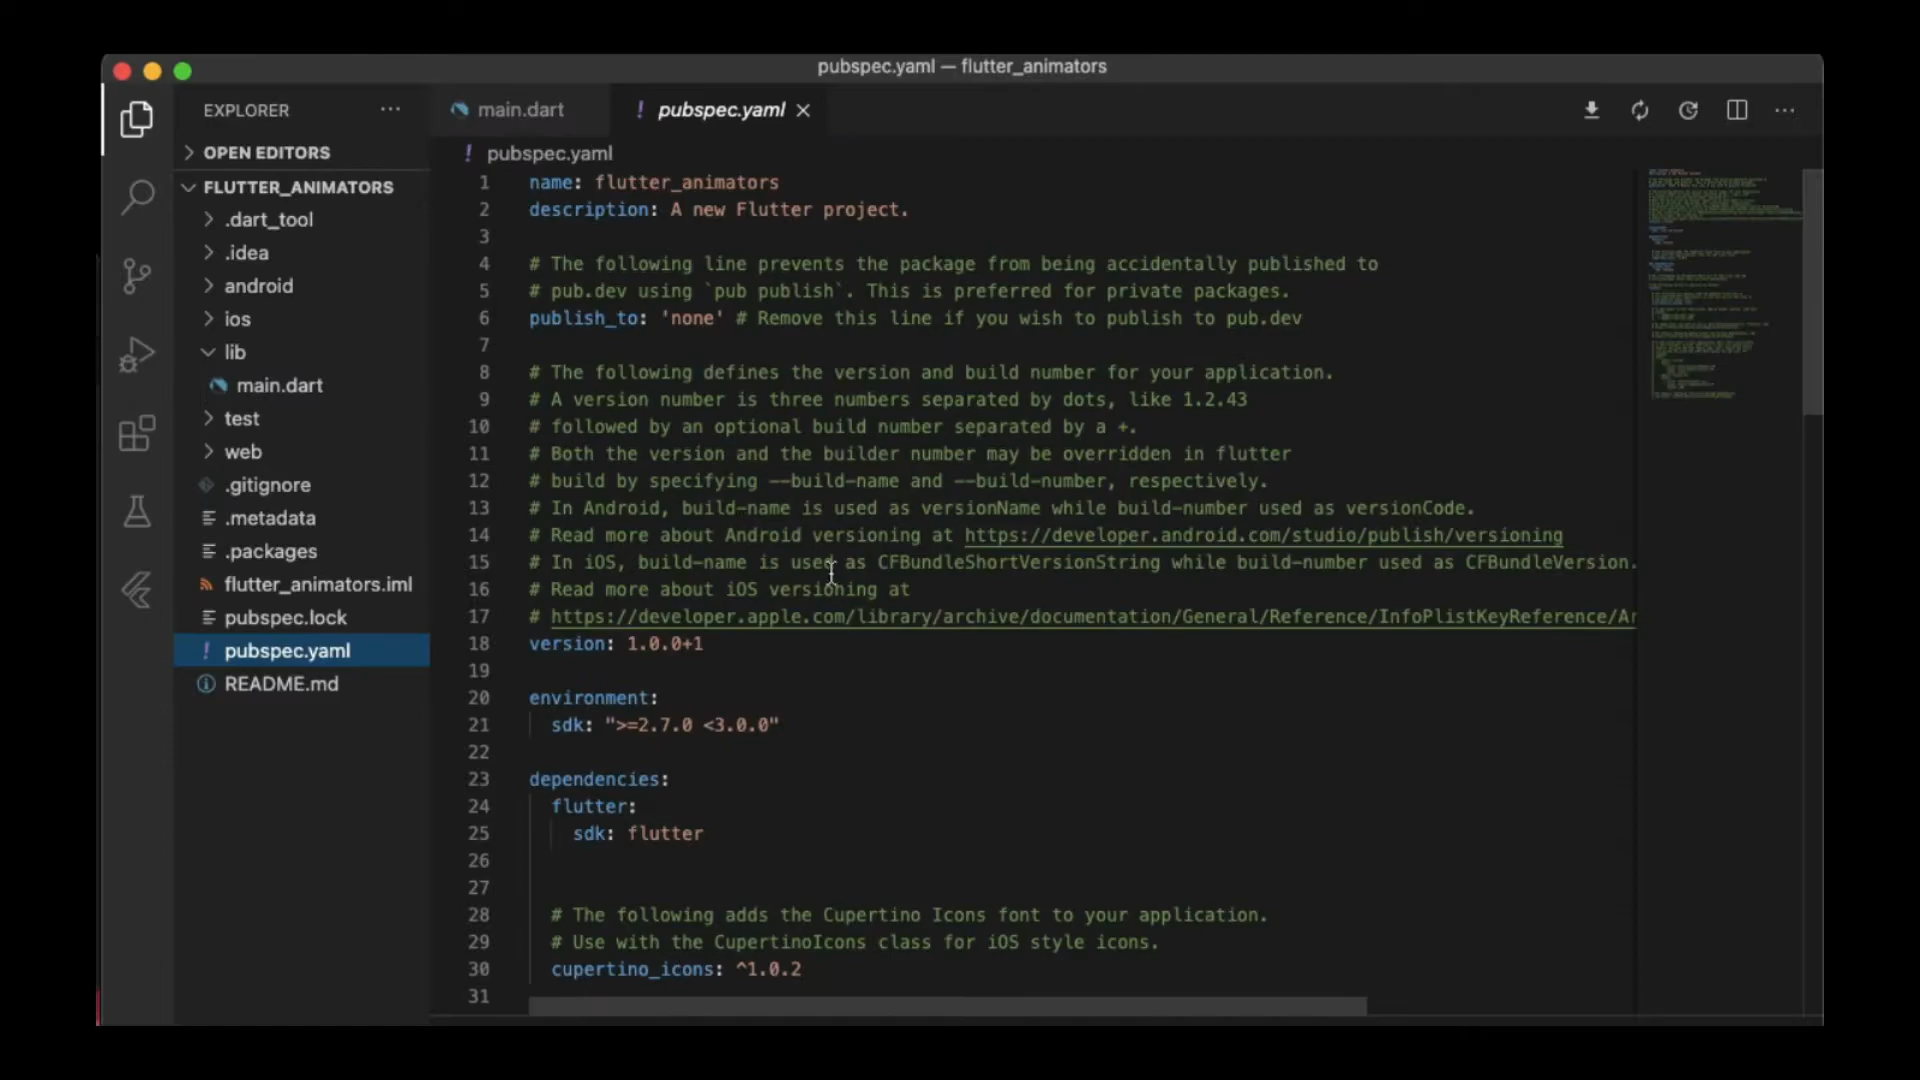 pubspec.yaml — flutter_animators
EXPLORER
OPEN EDITORS
FLUTTER_ANIMATORS
.dart_tool
.idea
android
ios
lib
main.dart
test
web
.gitignore
.metadata
.packages
flutter_animators.iml
pubspec.lock
! pubspec.yaml
README.md
main.dart
! pubspec.yaml
! pubspec.yaml
1 name: flutter_animators
2 description: A new Flutter project.
3
4 # The following line prevents the package from being accidentally published to
5 # pub.dev using `pub publish`. This is preferred for private packages.
6 publish_to: 'none' # Remove this line if you wish to publish to pub.dev
7
8 # The following defines the version and build number for your application.
9 # A version number is three numbers separated by dots, like 1.2.43
10 # followed by an optional build number separated by a +.
11 # Both the version and the builder number may be overridden in flutter
12 # build by specifying --build-name and --build-number, respectively.
13 # In Android, build-name is used as versionName while build-number used as versionCode.
14 # Read more about Android versioning at https://developer.android.com/studio/publish/versioning
15 # In iOS, build-name is used as CFBundleShortVersionString while build-number used as CFBundleVersion.
16 # Read more about iOS versioning at
17 # https://developer.apple.com/library/archive/documentation/General/Reference/InfoPlistKeyReference/Ar
18 version: 1.0.0+1
19
20 environment:
21 sdk: ">=2.7.0 <3.0.0"
22
23 dependencies:
24 flutter:
25 sdk: flutter
26
27
28 # The following adds the Cupertino Icons font to your application.
29 # Use with the CupertinoIcons class for iOS style icons.
30 cupertino_icons: ^1.0.2
31